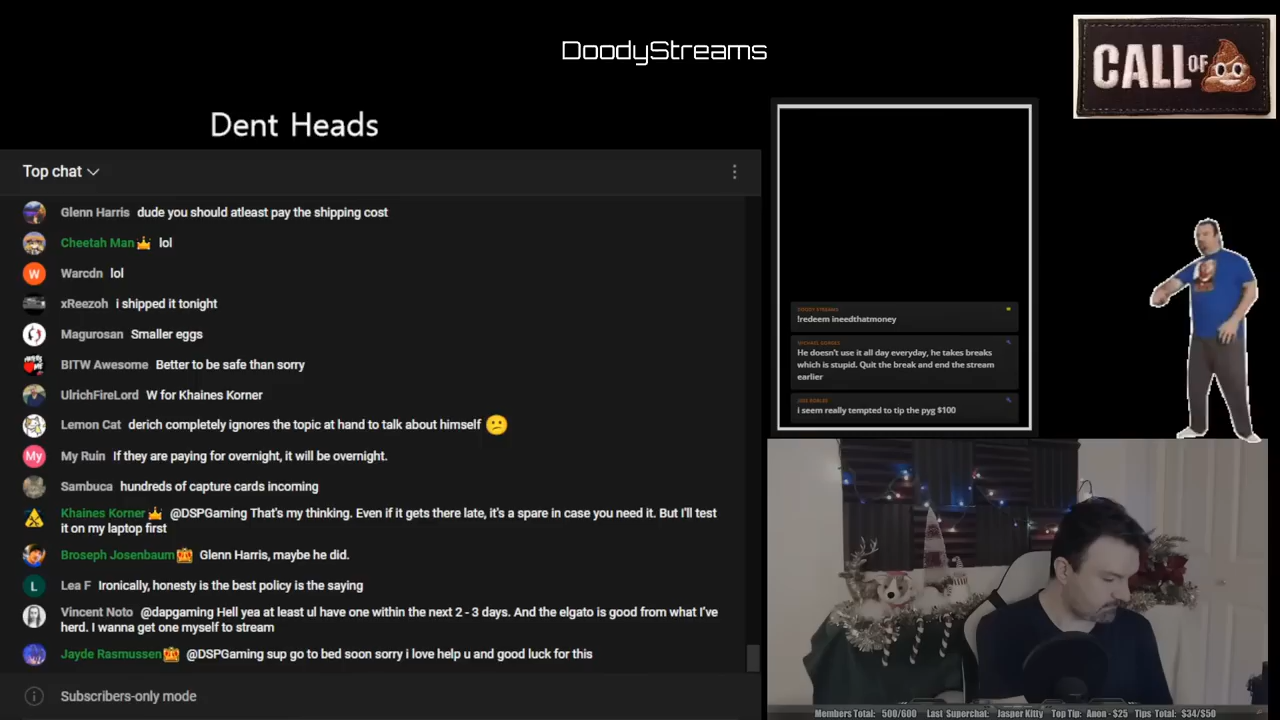 DoodyStreams
CALL OF
Dent Heads
Top chat
Glenn Harris dude you should atleast pay the shipping cost
Cheetah Man lol
W Warcdn lol
xReezoh i shipped it tonight
Magurosan Smaller eggs
BITW Awesome Better to be safe than sorry
UlrichFireLord W for Khaines Korner
Lemon Cat derich completely ignores the topic at hand to talk about himself
My My Ruin If they are paying for overnight, it will be overnight.
Sambuca hundreds of capture cards incoming
Khaines Korner @DSPGaming That's my thinking. Even if it gets there late, it's a spare in case you need it. But I'll test
it on my laptop first
Broseph Josenbaum Glenn Harris, maybe he did.
L Lea F Ironically, honesty is the best policy is the saying
Vincent Noto @dapgaming Hell yea at least ul have one within the next 2 - 3 days. And the elgato is good from what I've
herd. I wanna get one myself to stream
Jayde Rasmussen @DSPGaming sup go to bed soon sorry i love help u and good luck for this
Subscribers-only mode
DOODY STREAMS
!redeem ineedthatmoney
MICHAEL GEORGES
He doesn't use it all day everyday, he takes breaks
which is stupid. Quit the break and end the stream
earlier
i seem really tempted to tip the pyg $100
Members Total: 500/600 Last Superchat: Jasper Kitty Top Tip: Anon - $25 Tips Total: $34/$50